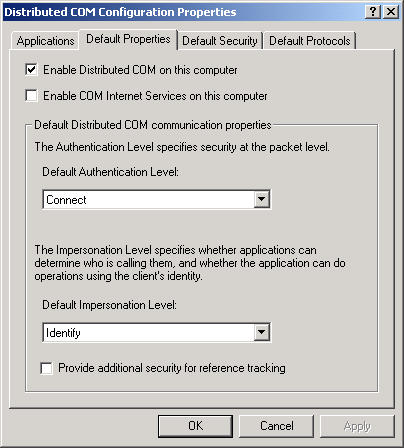 Distributed COM Configuration Properties
Applications Default Properties Default Security Default Protocols
Enable Distributed COM on this computer
Enable COM Internet Services on this computer
Default Distributed COM communication properties
The Authentication Level specifies security at the packet level.
Default Authentication Level:
Connect
The Impersonation Level specifies whether applications can
determine who is calling them, and whether the application can do
operations using the client's identity.
Default Impersonation Level:
Identify
Provide additional security for reference tracking
OK Cancel Apply